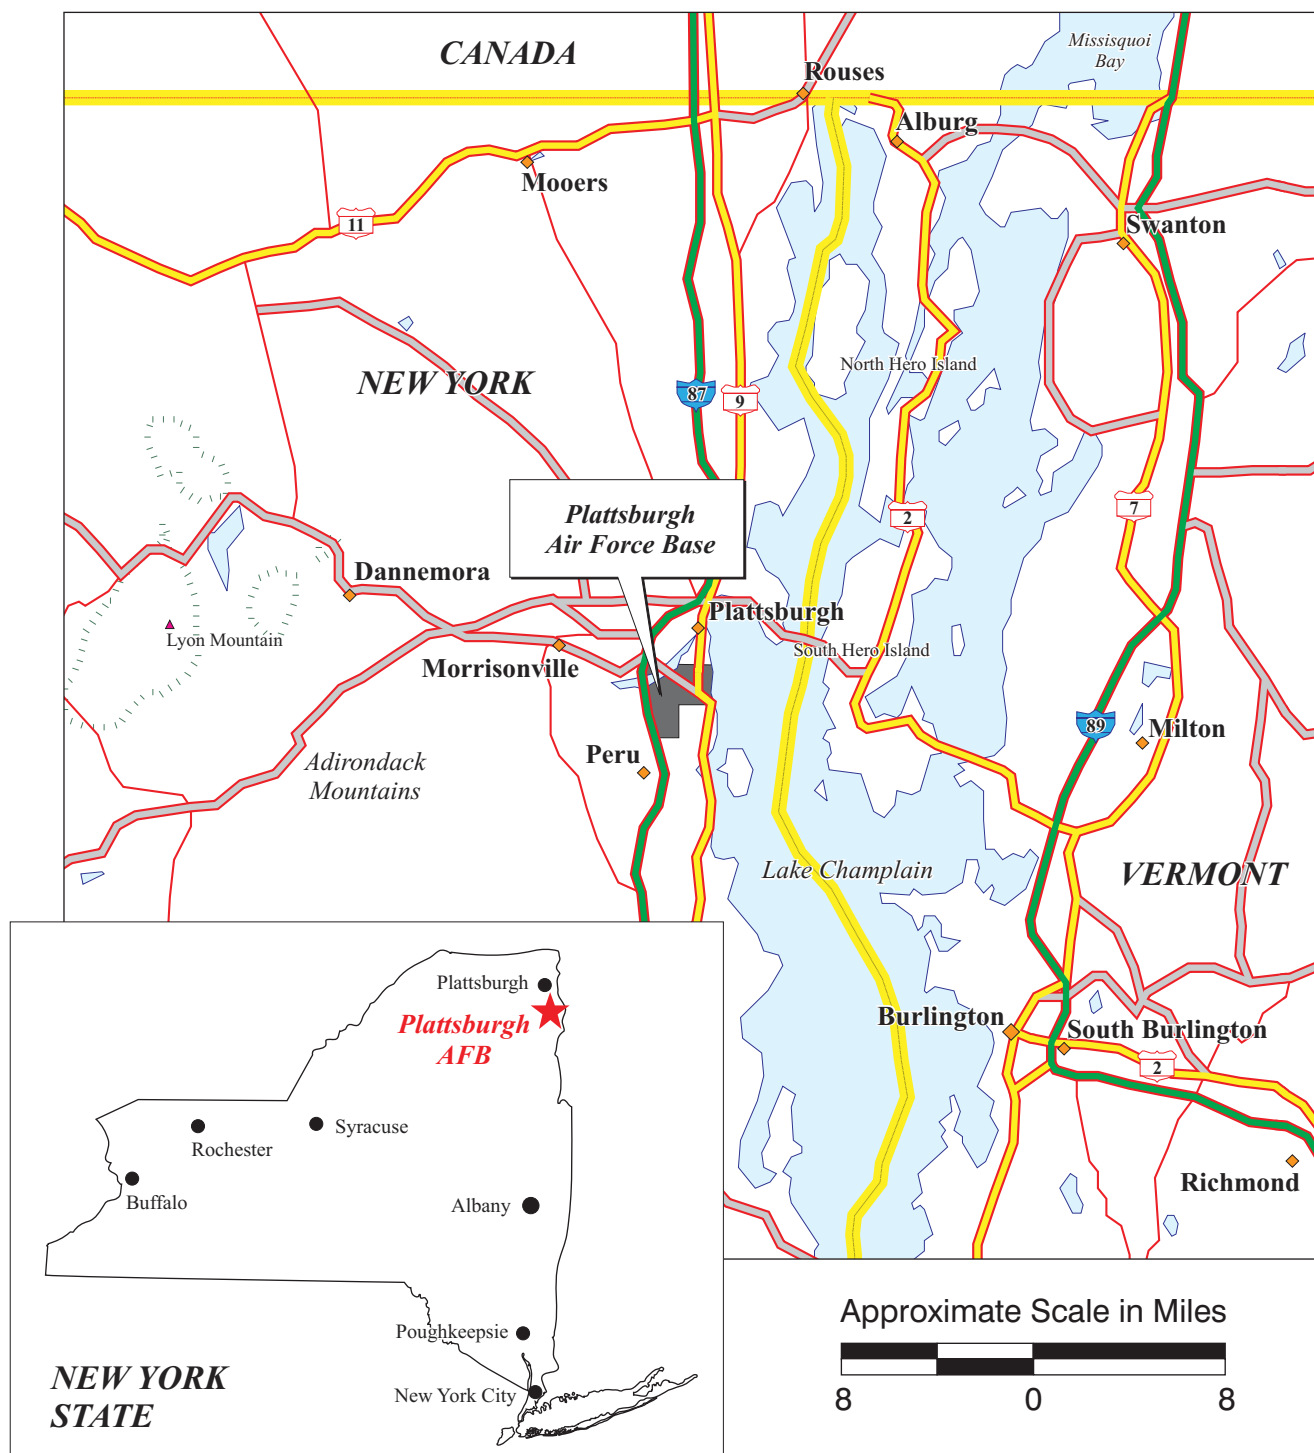 CANADA
Missisquoi
Bay
Rouses
Alburg
Mooers
11
Swanton
NEW YORK
North Hero Island
87
9
Plattsburgh
Air Force Base
2
7
Dannemora
Plattsburgh
Lyon Mountain
Morrisonville
South Hero Island
89
Milton
Peru
Adirondack
Mountains
Lake Champlain
VERMONT
Burlington
South Burlington
2
Richmond
Plattsburgh
Plattsburgh
AFB
Rochester
Syracuse
Buffalo
Albany
Poughkeepsie
New York City
NEW YORK
STATE
Approximate Scale in Miles
8 0 8